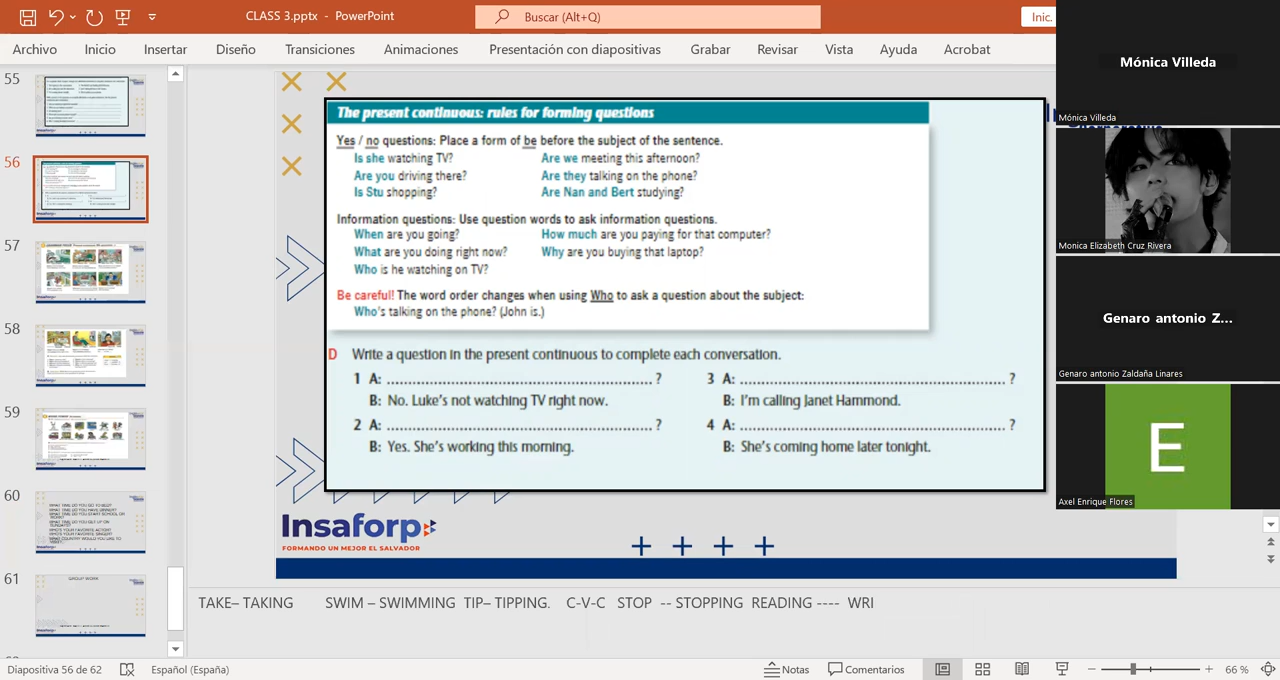 CLASS 3.pptx - PowerPoint
Buscar (Alt+Q)
Inic.
Archivo Inicio Insertar Diseño Transiciones Animaciones Presentación con diapositivas Grabar Revisar Vista Ayuda Acrobat
55
56
57
58
59
60
61
The present continuous: rules for forming questions
Yes / no questions: Place a form of be before the subject of the sentence.
Is she watching TV? Are we meeting this afternoon?
Are you driving there? Are they talking on the phone?
Is Stu shopping? Are Nan and Bert studying?
Information questions: Use question words to ask information questions.
When are you going? How much are you paying for that computer?
What are you doing right now? Why are you buying that laptop?
Who is he watching on TV?
Be careful! The word order changes when using Who to ask a question about the subject:
Who's talking on the phone? (John is.)
D Write a question in the present continuous to complete each conversation.
1 A: ................................................................ ?
B: No. Luke's not watching TV right now.
2 A: ................................................................ ?
B: Yes. She's working this morning.
3 A: ................................................................ ?
B: I'm calling Janet Hammond.
4 A: ................................................................ ?
B: She's coming home later tonight.
Insaforp
FORMANDO UN MEJOR EL SALVADOR
TAKE– TAKING SWIM – SWIMMING TIP– TIPPING. C-V-C STOP -- STOPPING READING ---- WRI
Diapositiva 56 de 62 Español (España) Notas Comentarios 66 %
Mónica Villeda
Mónica Villeda
Monica Elizabeth Cruz Rivera
Genaro antonio Z...
Genaro antonio Zaldaña Linares
E
Axel Enrique Flores